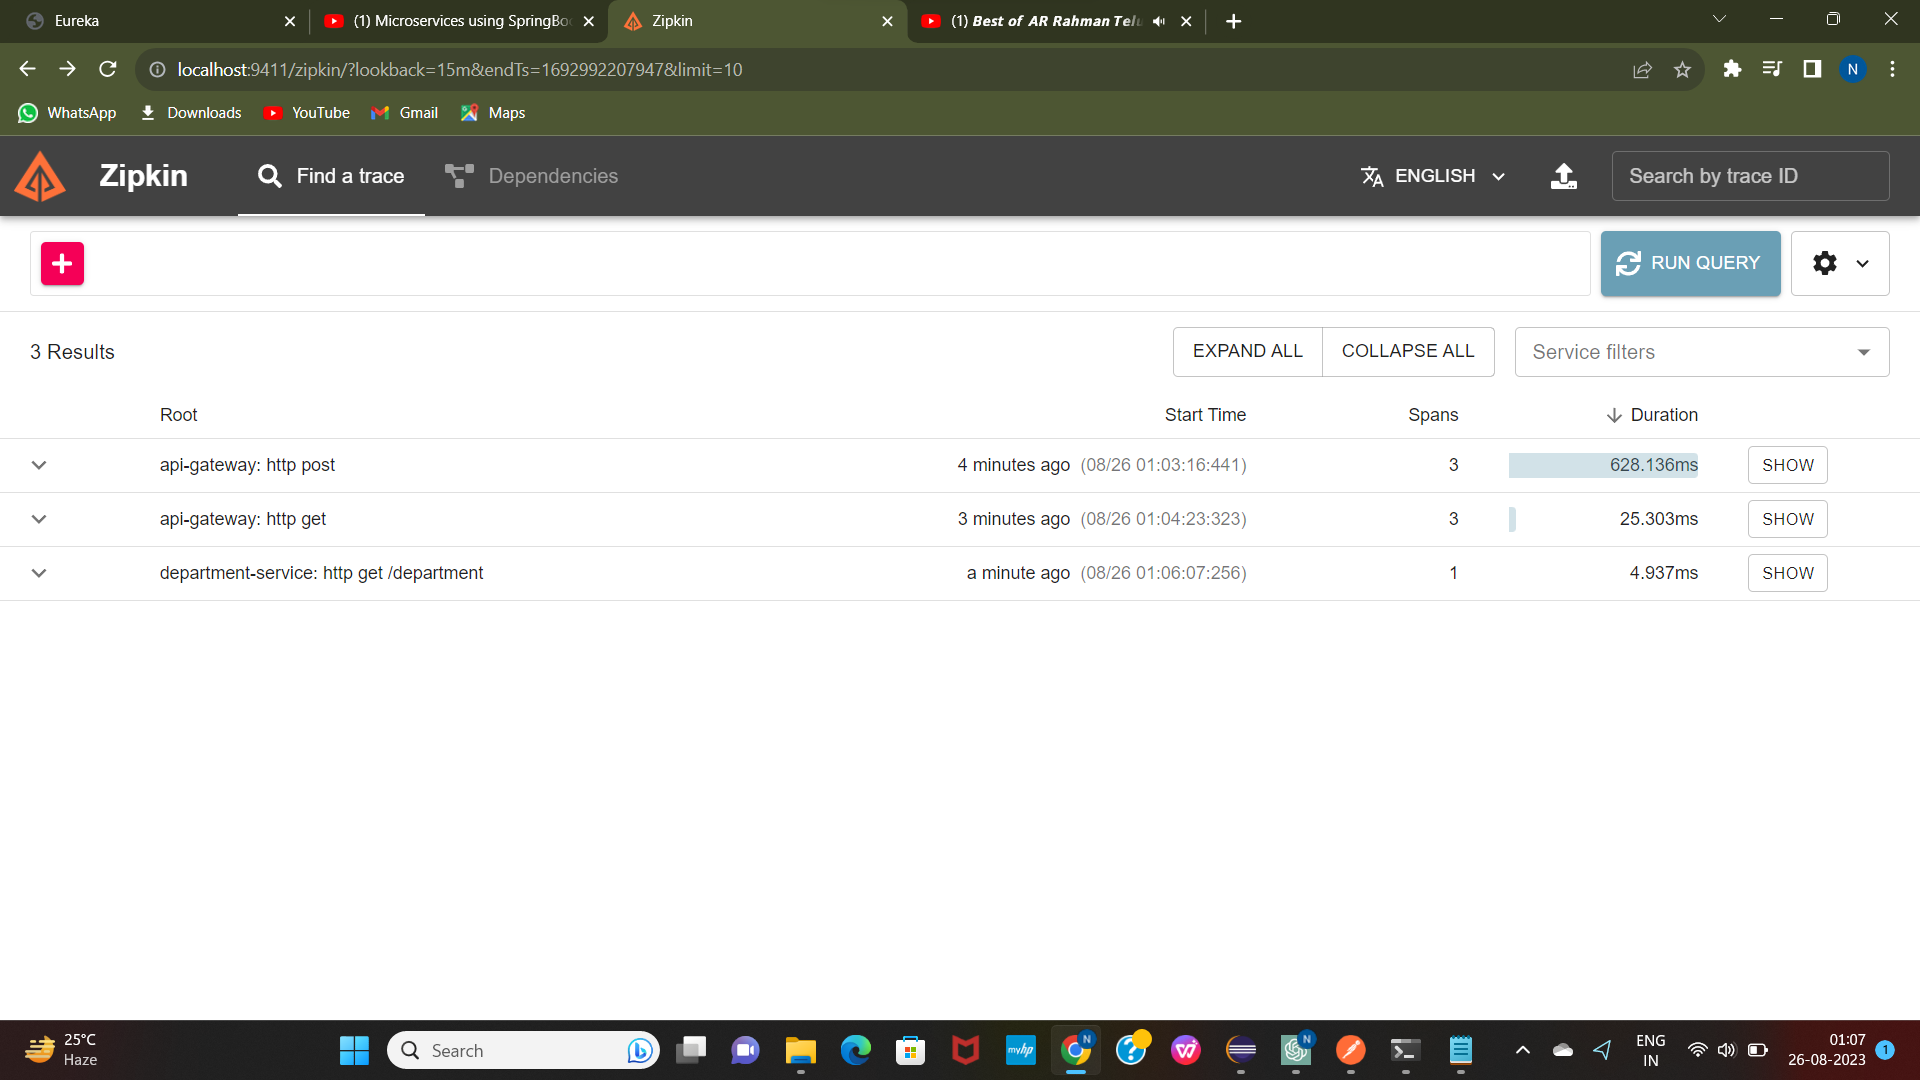 Eureka
(1) Microservices using SpringBoo
Zipkin
(1) Best of AR Rahman Telu
localhost:9411/zipkin/?lookback=15m&endTs=1692992207947&limit=10
N
WhatsApp
Downloads
YouTube
Gmail
Maps
Zipkin
Find a trace
Dependencies
ENGLISH
Search by trace ID
RUN QUERY
3 Results
EXPAND ALL
COLLAPSE ALL
Service filters
Root
Start Time
Spans
Duration
api-gateway: http post
4 minutes ago (08/26 01:03:16:441)
3
628.136ms
SHOW
api-gateway: http get
3 minutes ago (08/26 01:04:23:323)
3
25.303ms
SHOW
department-service: http get /department
a minute ago (08/26 01:06:07:256)
1
4.937ms
SHOW
25°C
Haze
Search
myhp
N
N
ENG
IN
01:07
26-08-2023
1